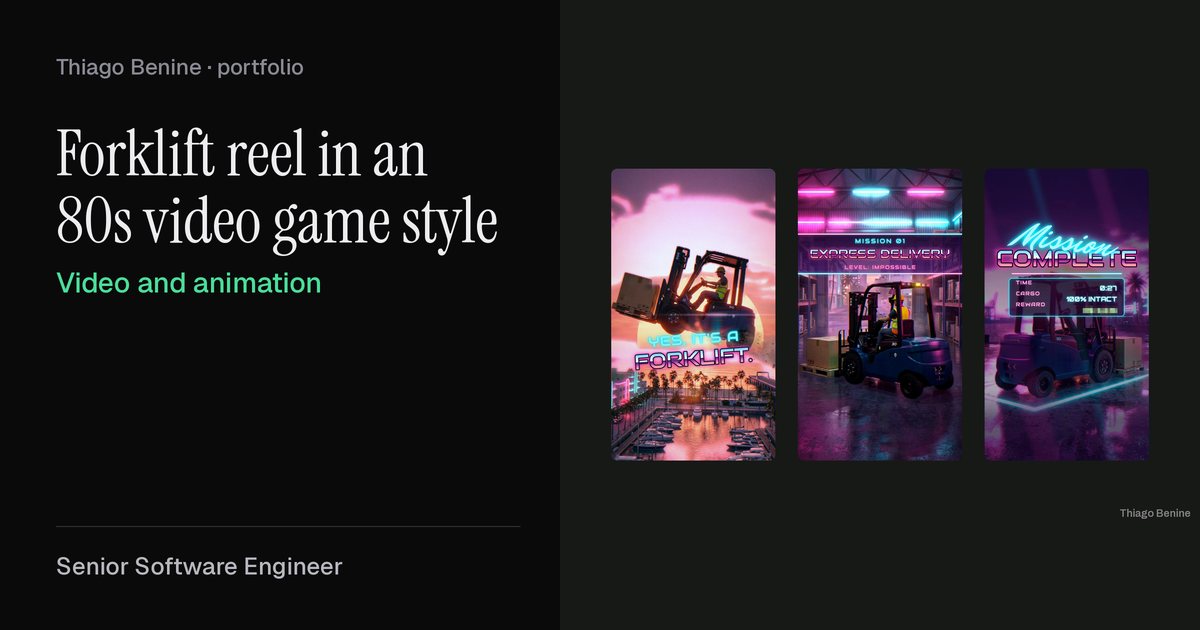 Thiago Benine · portfolio
Forklift reel in an
80s video game style
Video and animation
Senior Software Engineer
YES, IT'S A
FORKLIFT.
MISSION 01
EXPRESS DELIVERY
LEVEL: IMPOSSIBLE
Mission
COMPLETE
TIME 0:27
CARGO 100% INTACT
REWARD
Thiago Benine